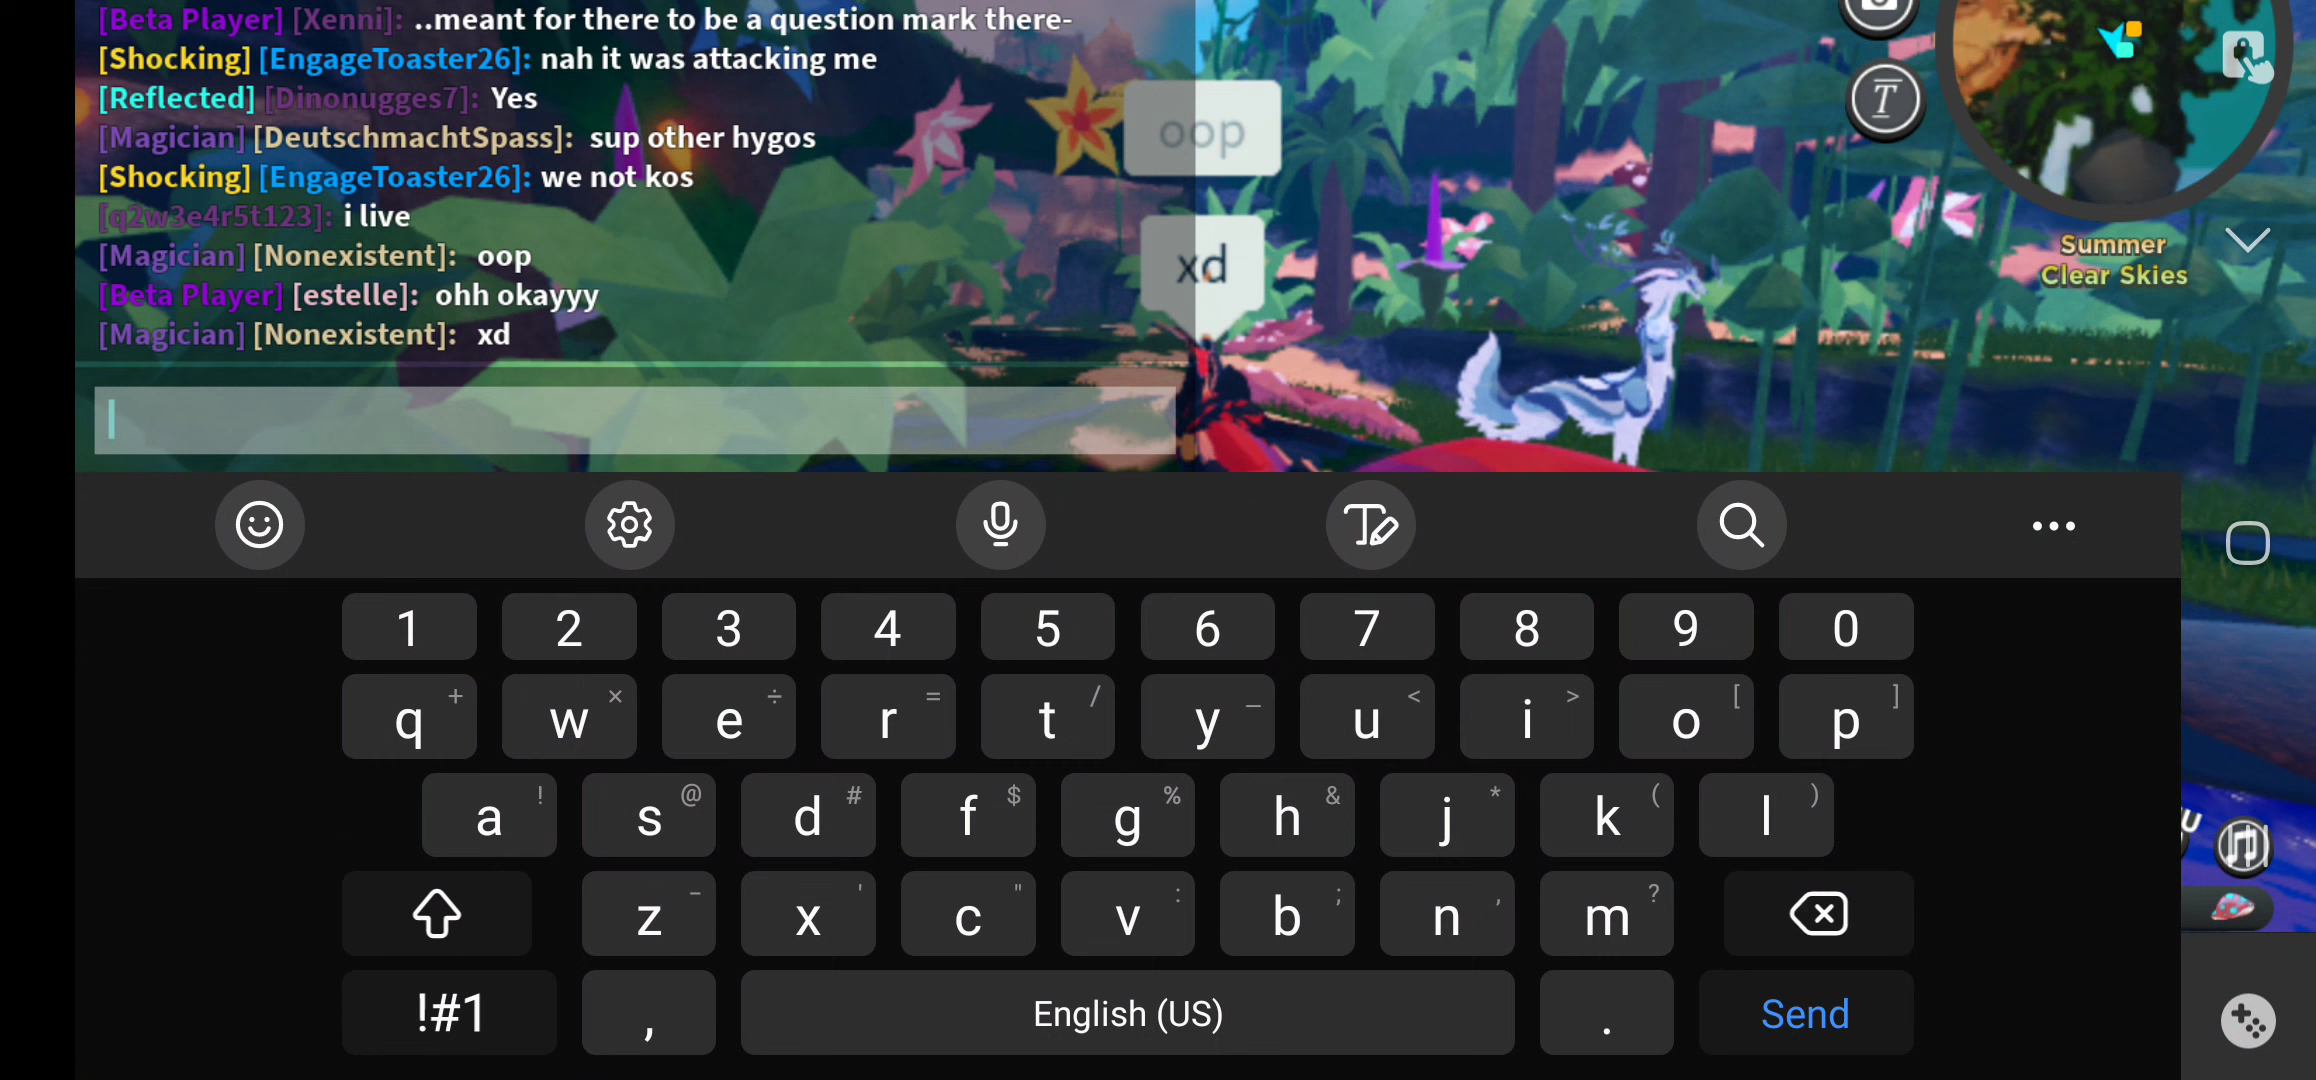 [Beta Player] [Xenni]: ..meant for there to be a question mark there-
[Shocking] [EngageToaster26]: nah it was attacking me
[Reflected] [Dinonugges7]: Yes
[Magician] [DeutschmachtSpass]: sup other hygos
[Shocking] [EngageToaster26]: we not kos
[q2w3e4r5t123]: i live
[Magician] [Nonexistent]: oop
[Beta Player] [estelle]: ohh okayyy
[Magician] [Nonexistent]: xd
oop
xd
T
Summer
Clear Skies
U
1 2 3 4 5 6 7 8 9 0
+ × ÷ = / _ < > [ ]
q w e r t y u i o p
! @ # $ % & * ( )
a s d f g h j k l
- ' " : ; , ?
z x c v b n m
!#1 , English (US) . Send